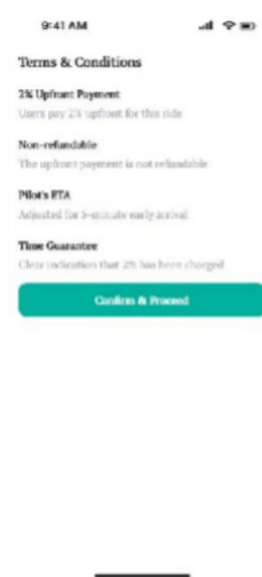 9:41 AM
Terms & Conditions
2% Upfront Payment
Users pay 2% upfront for this ride
Non-refundable
The upfront payment is not refundable
Pilot's ETA
Adjusted for 5-minute early arrival
Time Guarantee
Clear indication that 2% has been charged
Confirm & Proceed